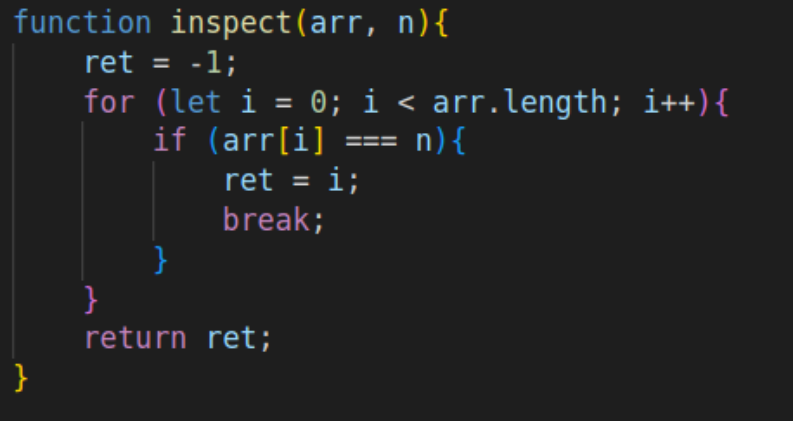 function inspect(arr, n){
    ret = -1;
    for (let i = 0; i < arr.length; i++){
        if (arr[i] === n){
            ret = i;
            break;
        }
    }
    return ret;
}